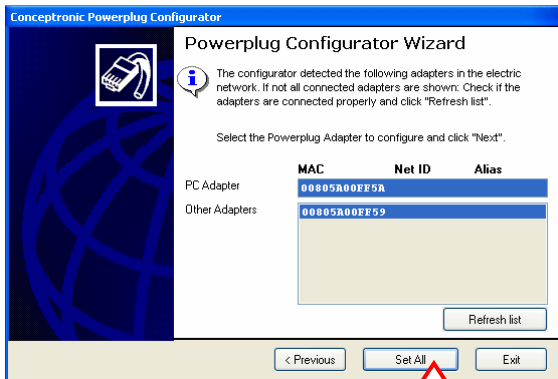 Conceptronic Powerplug Configurator
Powerplug Configurator Wizard
The configurator detected the following adapters in the electric
network. If not all connected adapters are shown: Check if the
adapters are connected properly and click "Refresh list".
Select the Powerplug Adapter to configure and click "Next".
MAC Net ID Alias
PC Adapter 00805A00FF5A
Other Adapters 00805A00FF59
Refresh list
< Previous Set All Exit